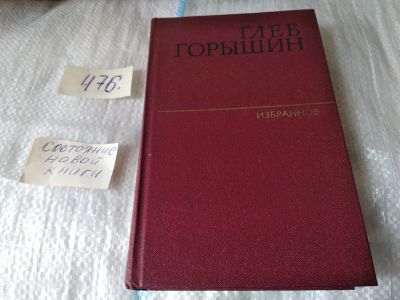 ГЛЕБ
ГОРЫШИН
ИЗБРАННОЕ
476.
состояние
новой
книги